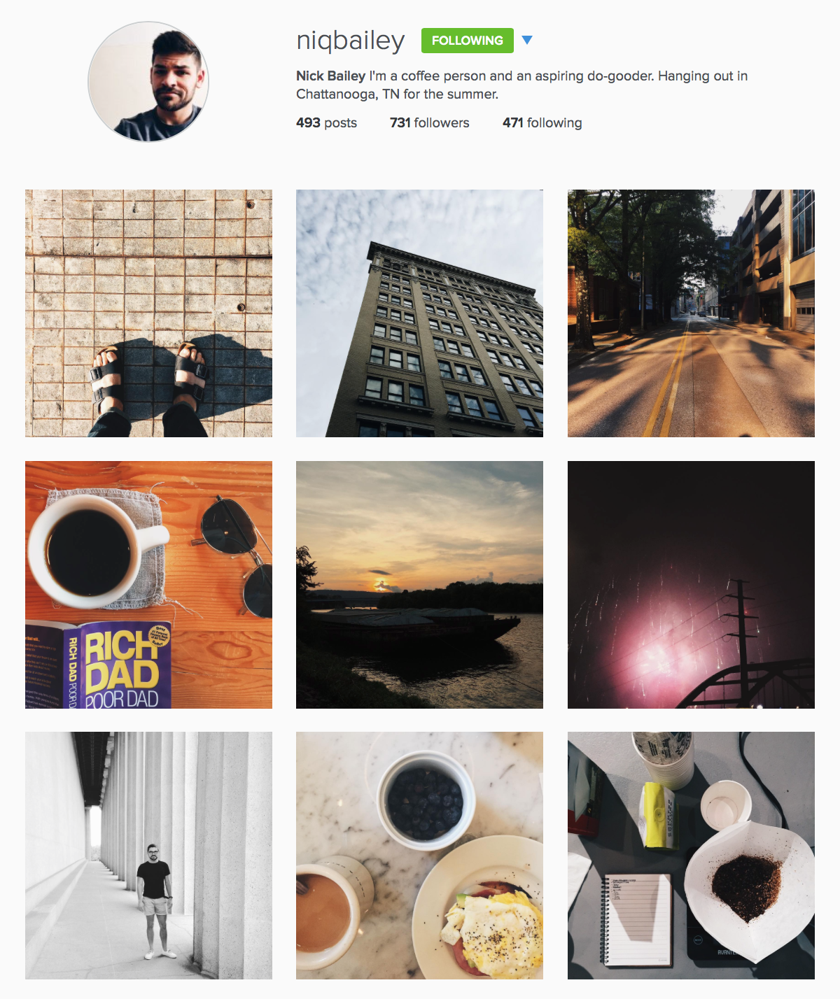 niqbailey FOLLOWING
Nick Bailey I'm a coffee person and an aspiring do-gooder. Hanging out in
Chattanooga, TN for the summer.
493 posts 731 followers 471 following
RICH DAD
RICH
DAD
POOR DAD